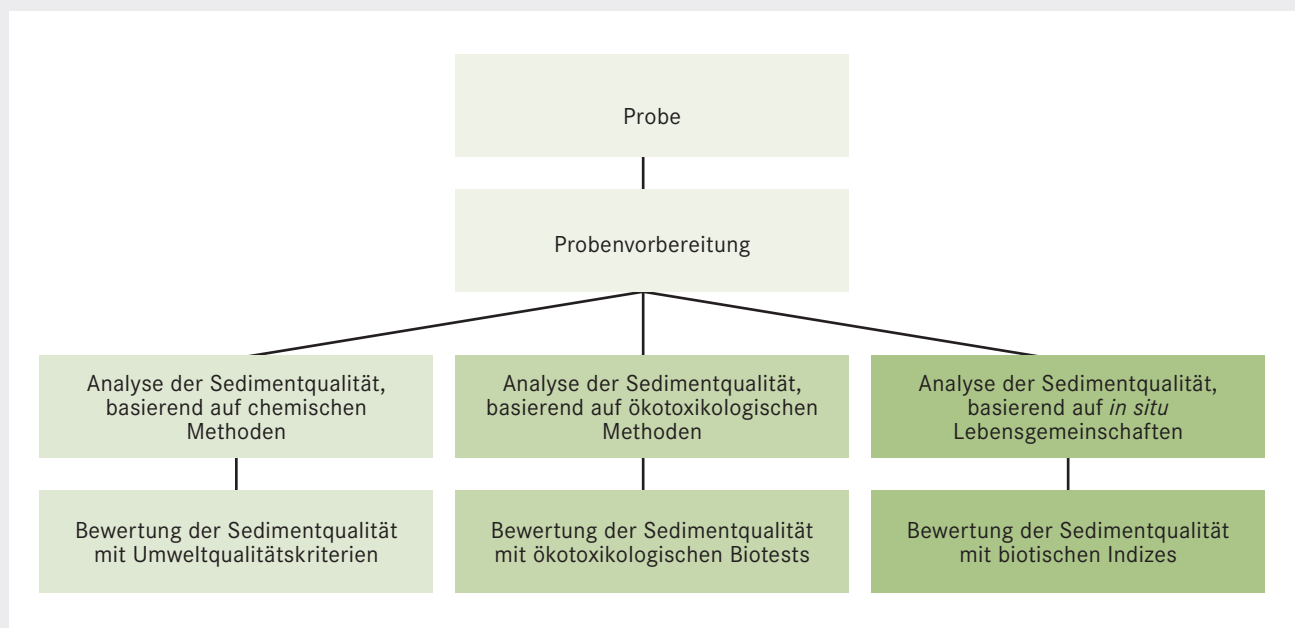 Probe
Probenvorbereitung
Analyse der Sedimentqualität,
basierend auf chemischen
Methoden
Analyse der Sedimentqualität,
basierend auf ökotoxikologischen
Methoden
Analyse der Sedimentqualität,
basierend auf in situ
Lebensgemeinschaften
Bewertung der Sedimentqualität
mit Umweltqualitätskriterien
Bewertung der Sedimentqualität
mit ökotoxikologischen Biotests
Bewertung der Sedimentqualität
mit biotischen Indizes